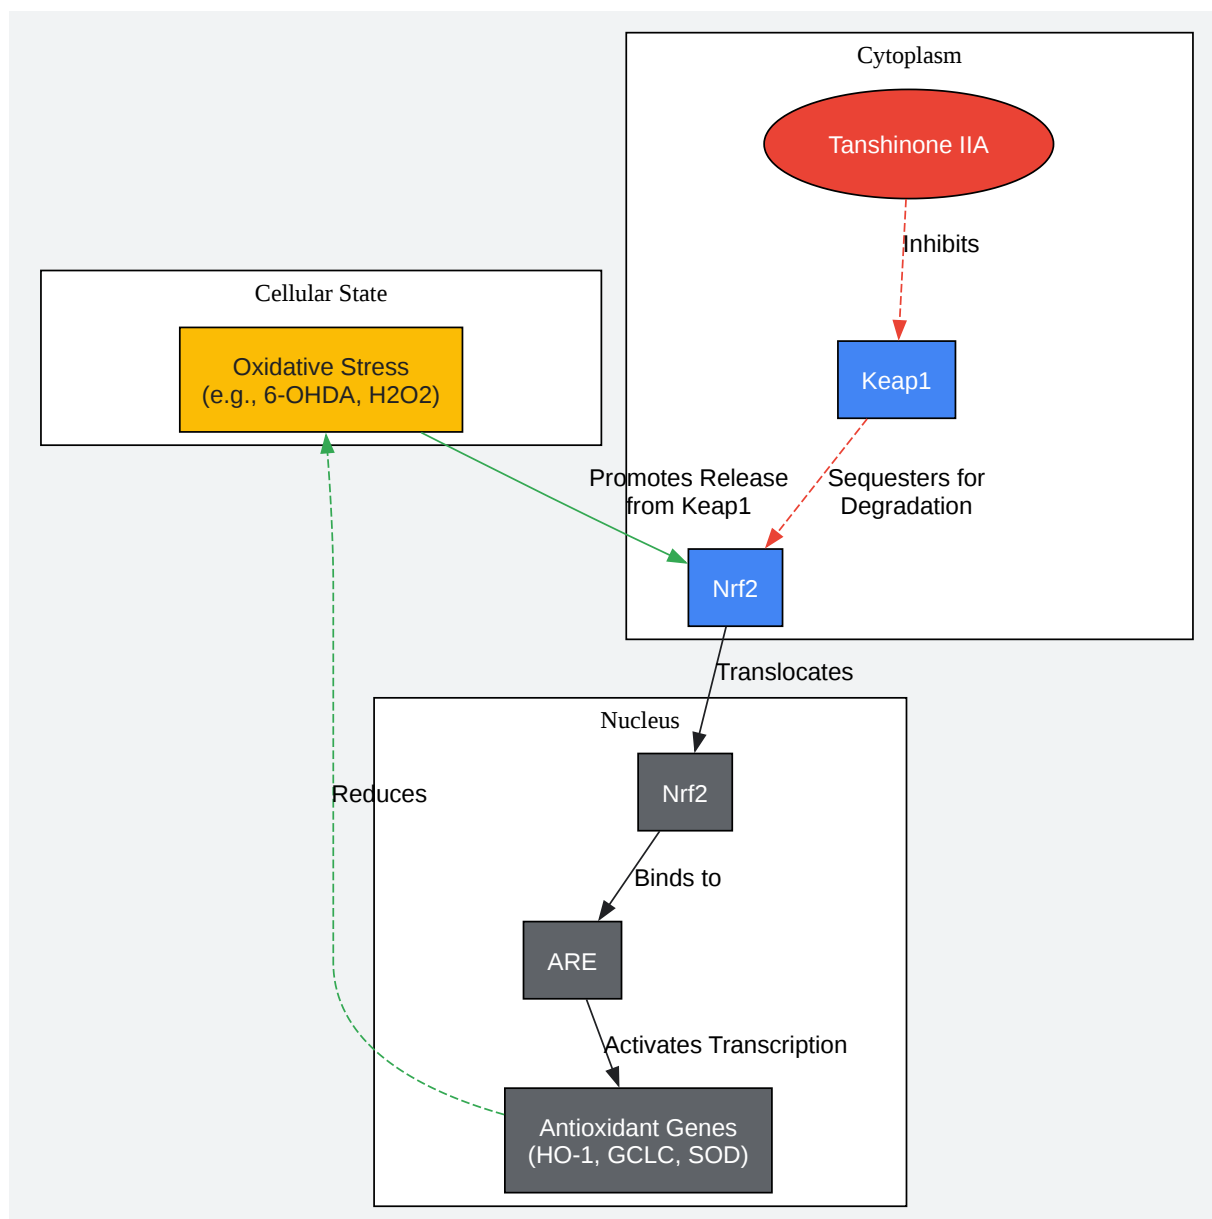 Cytoplasm
Tanshinone IIA
Inhibits
Cellular State
Oxidative Stress
(e.g., 6-OHDA, H2O2)
Keap1
Promotes Release
from Keap1
Sequesters for
Degradation
Nrf2
Translocates
Nucleus
Nrf2
Reduces
Binds to
ARE
Activates Transcription
Antioxidant Genes
(HO-1, GCLC, SOD)